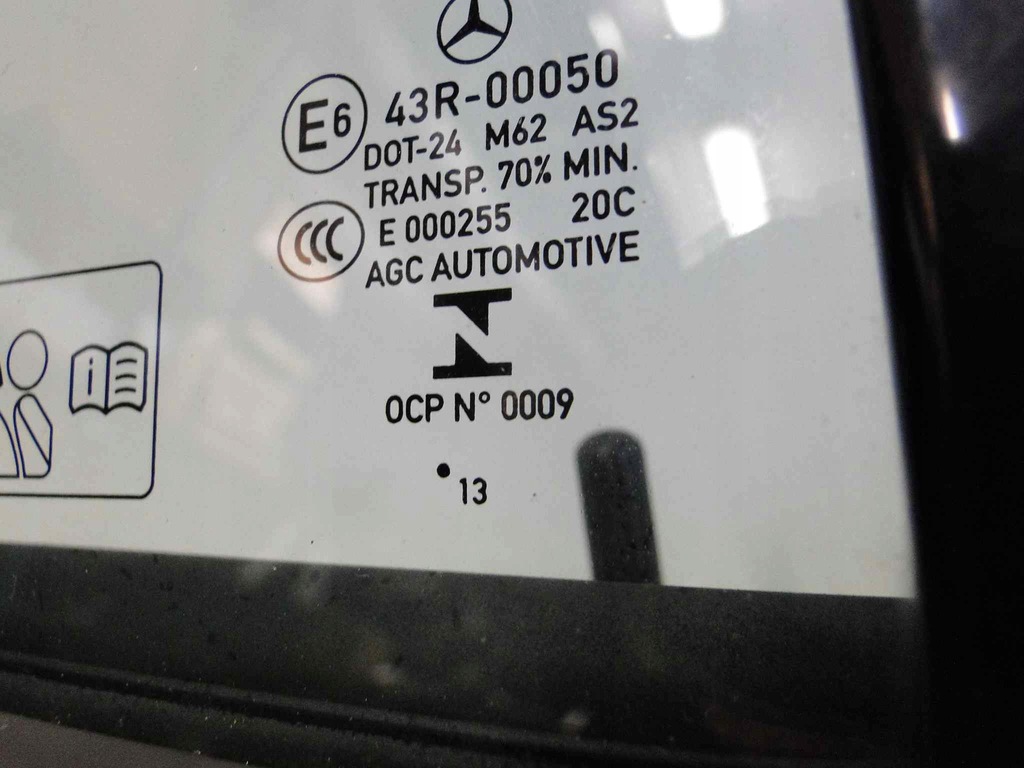 E6 43R-00050
DOT-24 M62 AS2
TRANSP. 70% MIN.
CCC E 000255 20C
AGC AUTOMOTIVE
OCP N° 0009
•13
i